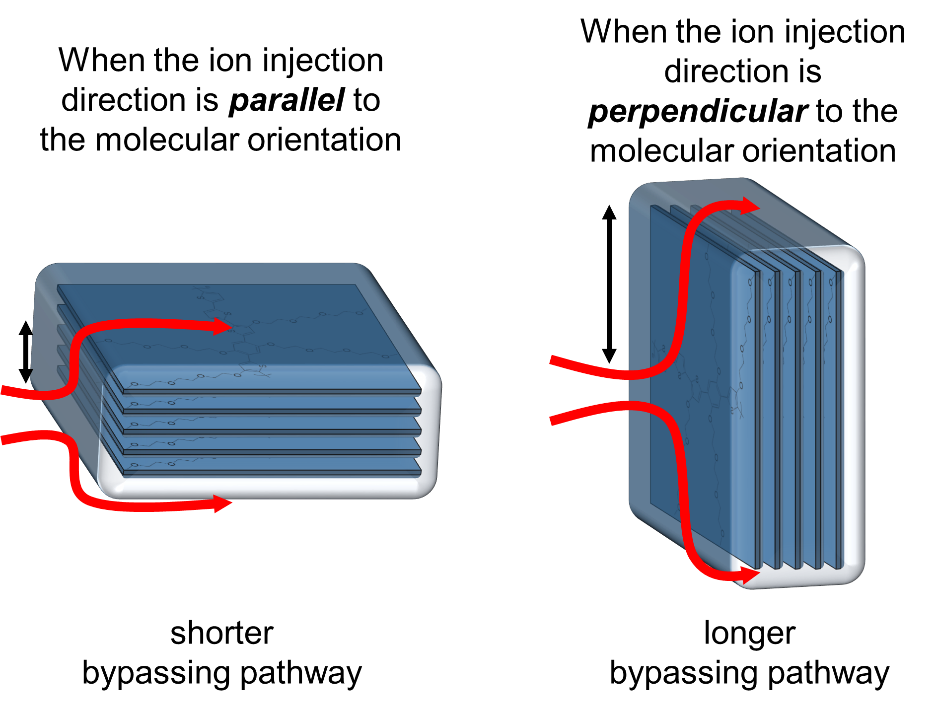 When the ion injection
direction is parallel to
the molecular orientation
When the ion injection
direction is
perpendicular to the
molecular orientation
shorter
bypassing pathway
longer
bypassing pathway